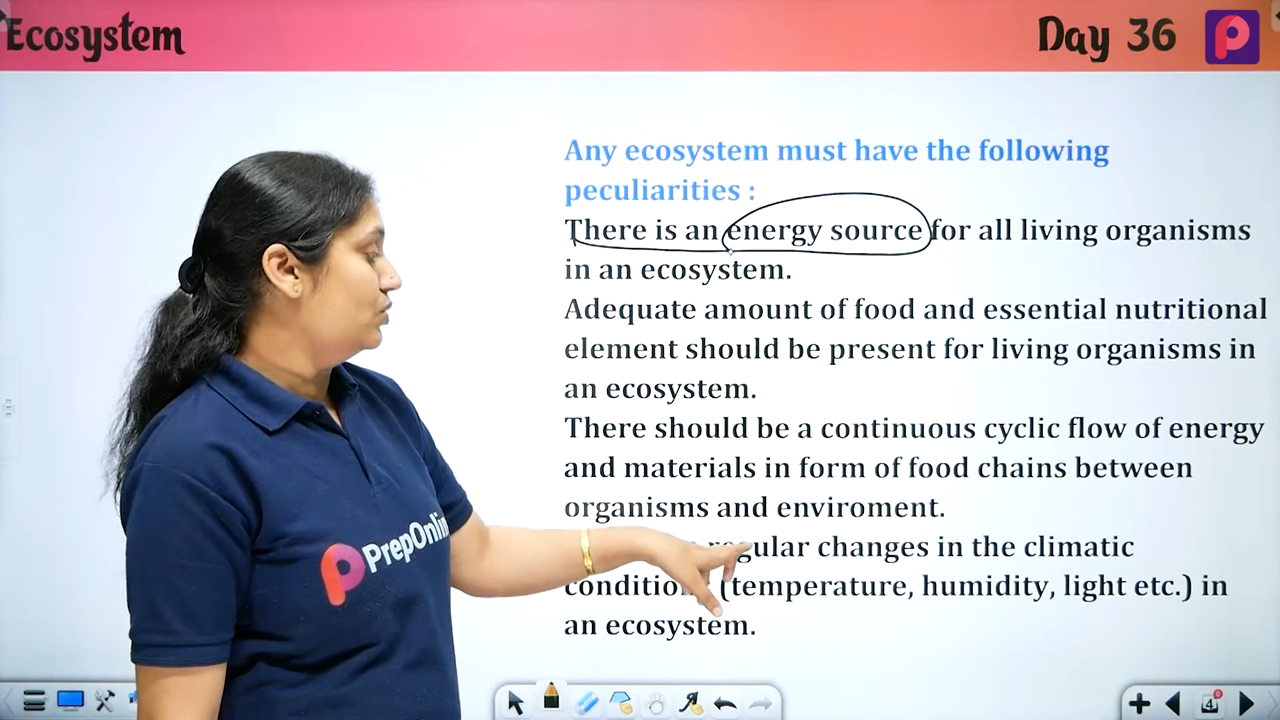 Ecosystem
Day 36
Any ecosystem must have the following
peculiarities :
There is an energy source for all living organisms
in an ecosystem.
Adequate amount of food and essential nutritional
element should be present for living organisms in
an ecosystem.
There should be a continuous cyclic flow of energy
and materials in form of food chains between
organisms and enviroment.
regular changes in the climatic
(temperature, humidity, light etc.) in
an ecosystem.
PrepOnlin
4